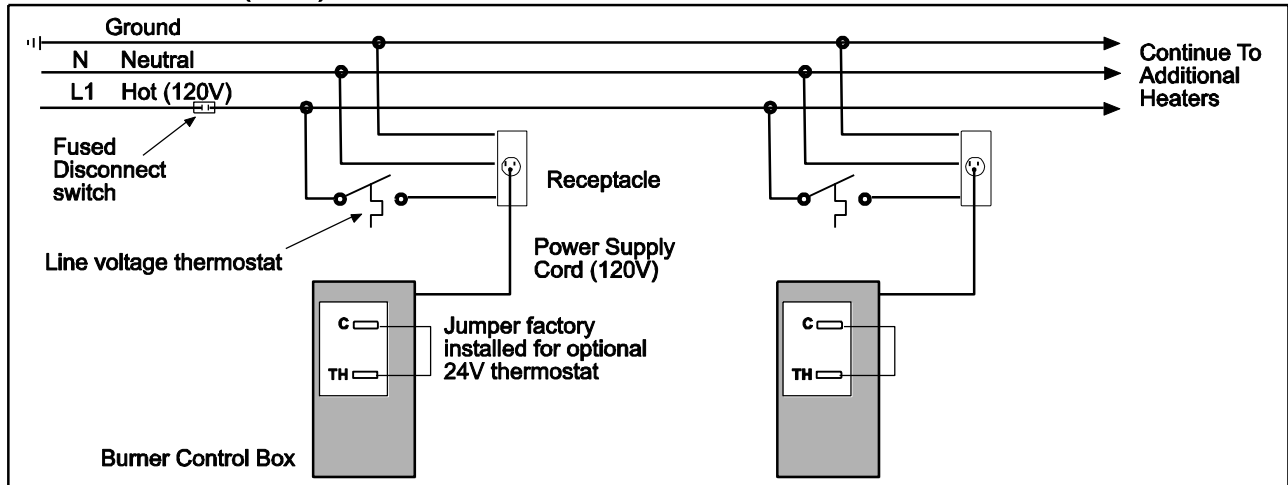 Ground
N Neutral
L1 Hot (120V)
Continue To
Additional
Heaters
Fused
Disconnect
switch
Receptacle
Line voltage thermostat
Power Supply
Cord (120V)
C
TH
Jumper factory
installed for optional
24V thermostat
C
TH
Burner Control Box